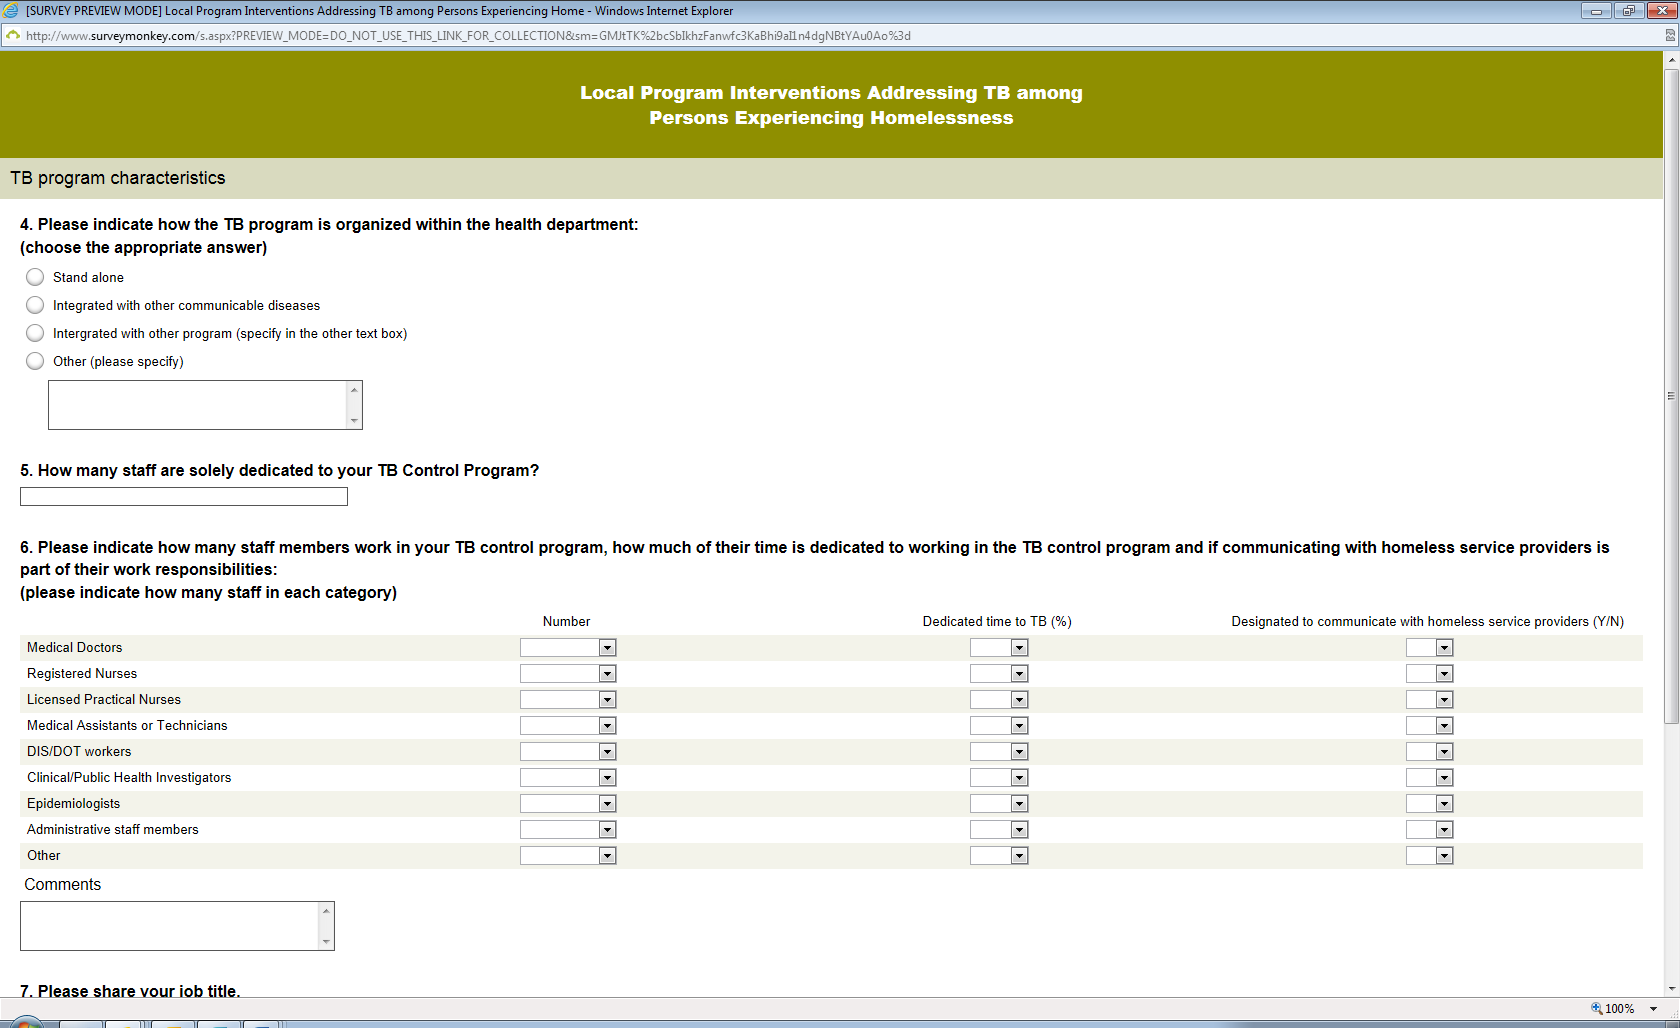 [SURVEY PREVIEW MODE] Local Program Interventions Addressing TB among Persons Experiencing Home - Windows Internet Explorer
http://www.surveymonkey.com/s.aspx?PREVIEW_MODE=DO_NOT_USE_THIS_LINK_FOR_COLLECTION&sm=GMJtTK%2bcSbIkhzFanwfc3KaBhi9aI1n4dgNBtYAu0Ao%3d
Local Program Interventions Addressing TB among
Persons Experiencing Homelessness
TB program characteristics
4. Please indicate how the TB program is organized within the health department:
(choose the appropriate answer)
Stand alone
Integrated with other communicable diseases
Intergrated with other program (specify in the other text box)
Other (please specify)
5. How many staff are solely dedicated to your TB Control Program?
6. Please indicate how many staff members work in your TB control program, how much of their time is dedicated to working in the TB control program and if communicating with homeless service providers is
part of their work responsibilities:
(please indicate how many staff in each category)
Number Dedicated time to TB (%) Designated to communicate with homeless service providers (Y/N)
Medical Doctors
Registered Nurses
Licensed Practical Nurses
Medical Assistants or Technicians
DIS/DOT workers
Clinical/Public Health Investigators
Epidemiologists
Administrative staff members
Other
Comments
7. Please share your job title.
100%